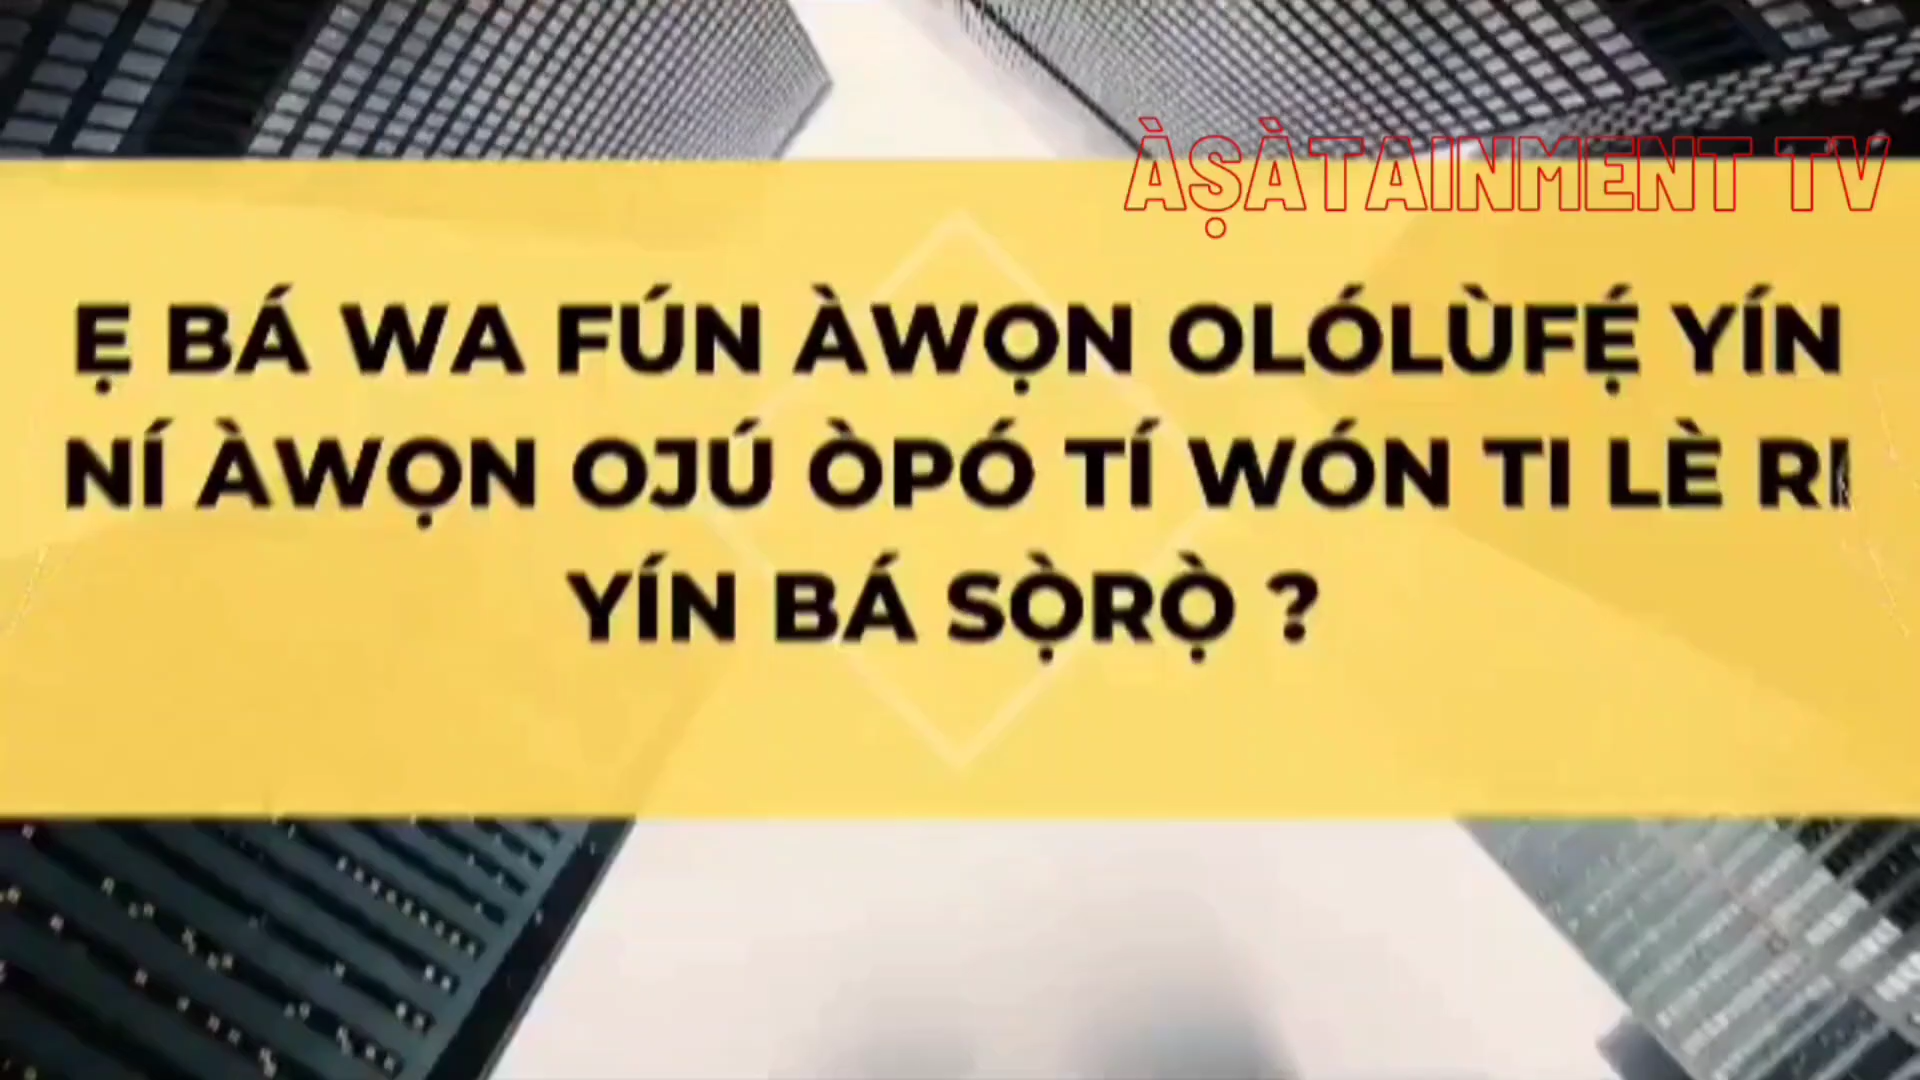 ÀṢÀTAINMENT TV
Ẹ BÁ WA FÚN ÀWỌN OLÓLÙFẸ́ YÍN
NÍ ÀWỌN OJÚ ÒPÓ TÍ WÓN TI LÈ RI
YÍN BÁ SỌ̀RỌ̀ ?